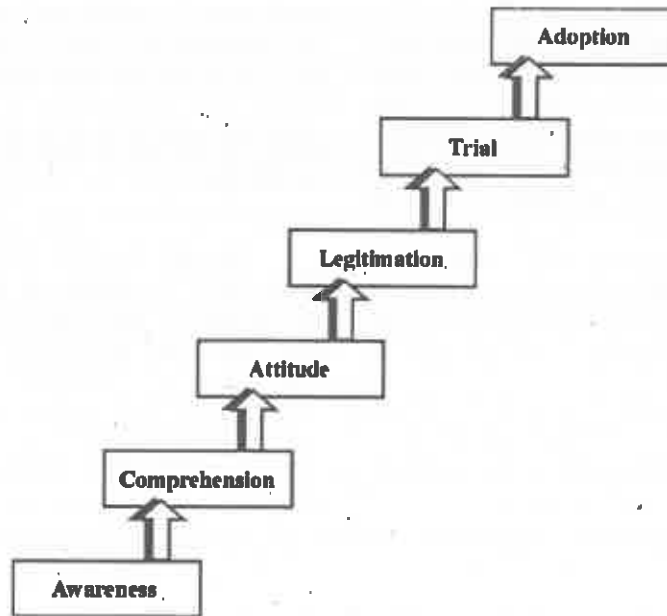 Adoption
Trial
Legitimation
Attitude
Comprehension
Awareness